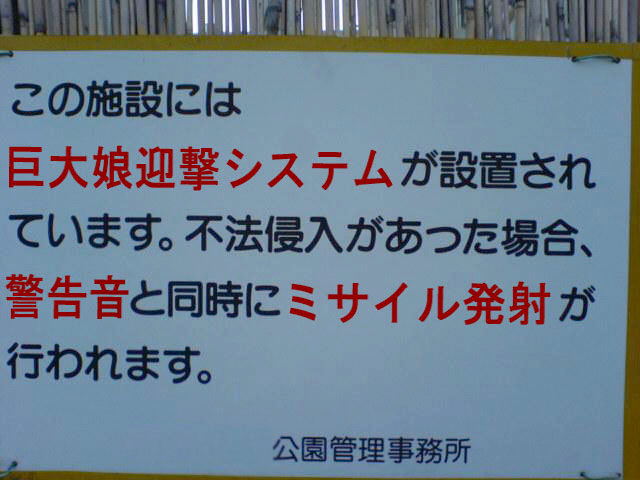 この施設には
巨大娘迎撃システムが設置され
ています。不法侵入があった場合、
警告音と同時にミサイル発射が
行われます。
公園管理事務所